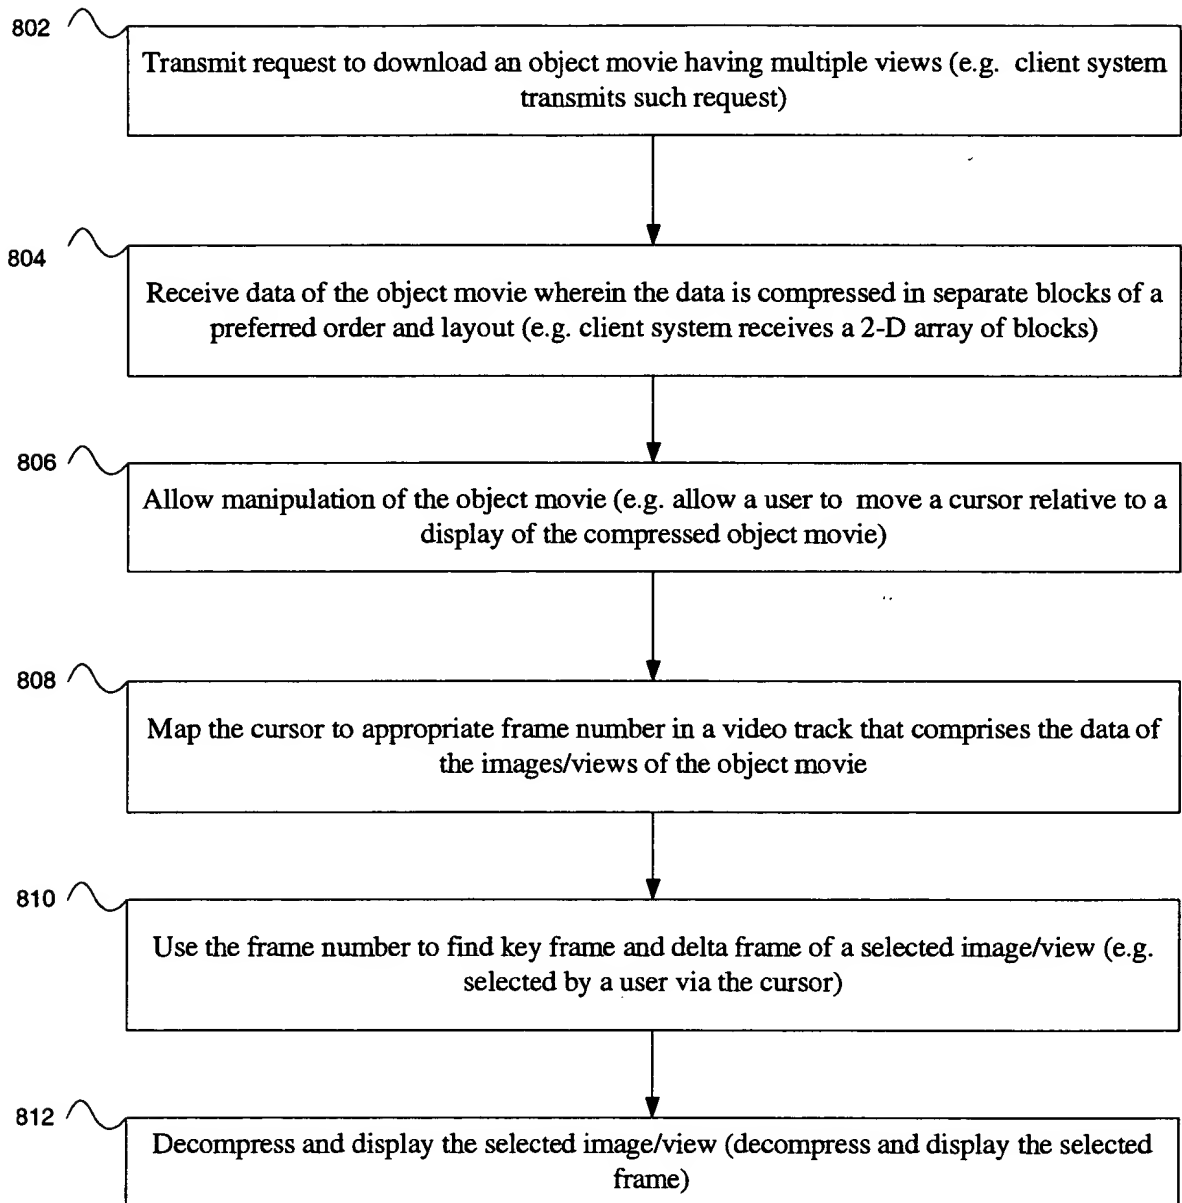 802
Transmit request to download an object movie having multiple views (e.g. client system
transmits such request)
804
Receive data of the object movie wherein the data is compressed in separate blocks of a
preferred order and layout (e.g. client system receives a 2-D array of blocks)
806
Allow manipulation of the object movie (e.g. allow a user to move a cursor relative to a
display of the compressed object movie)
808
Map the cursor to appropriate frame number in a video track that comprises the data of
the images/views of the object movie
810
Use the frame number to find key frame and delta frame of a selected image/view (e.g.
selected by a user via the cursor)
812
Decompress and display the selected image/view (decompress and display the selected
frame)